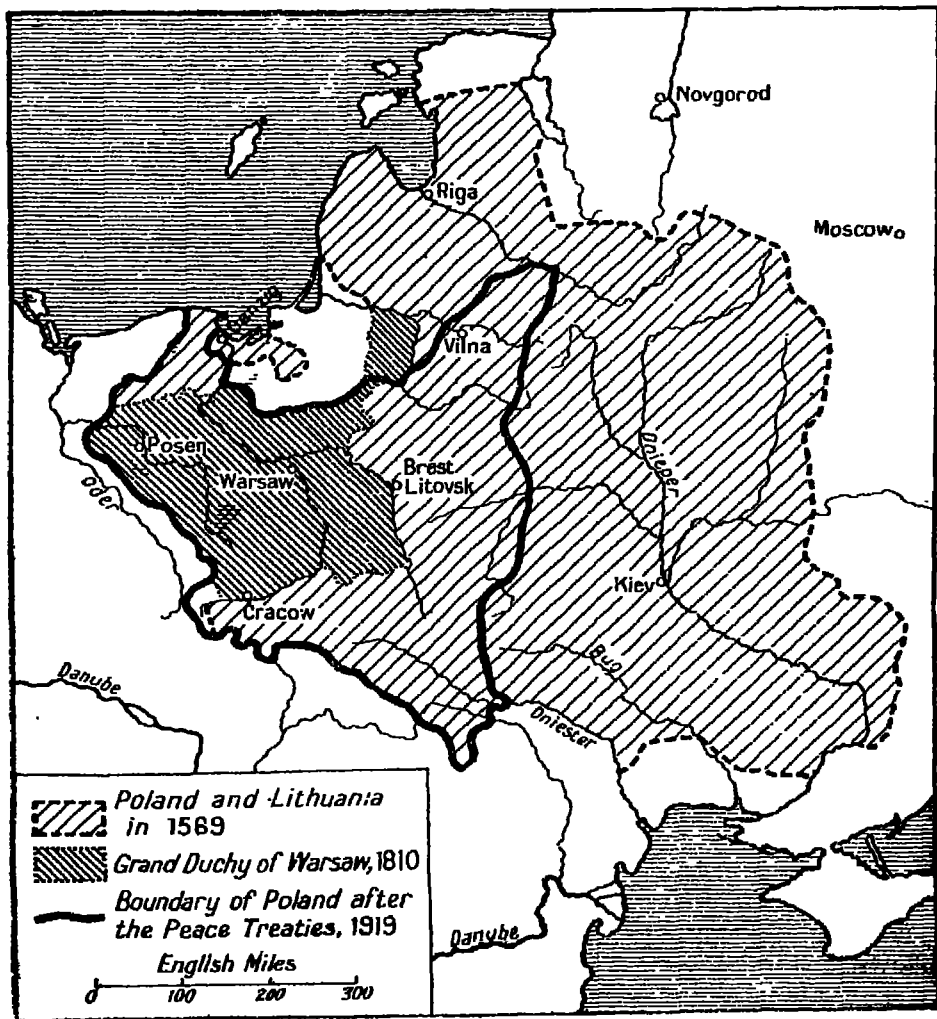 Novgorod
Riga
Moscow
Danzig
Vilna
Posen
Warsaw
Brest
Litovsk
Oder
Dnieper
Kiev
Cracow
Bug
Danube
Dniester
Poland and Lithuania
in 1569
Grand Duchy of Warsaw, 1810
Boundary of Poland after
the Peace Treaties, 1919
English Miles
0 100 200 300
Danube